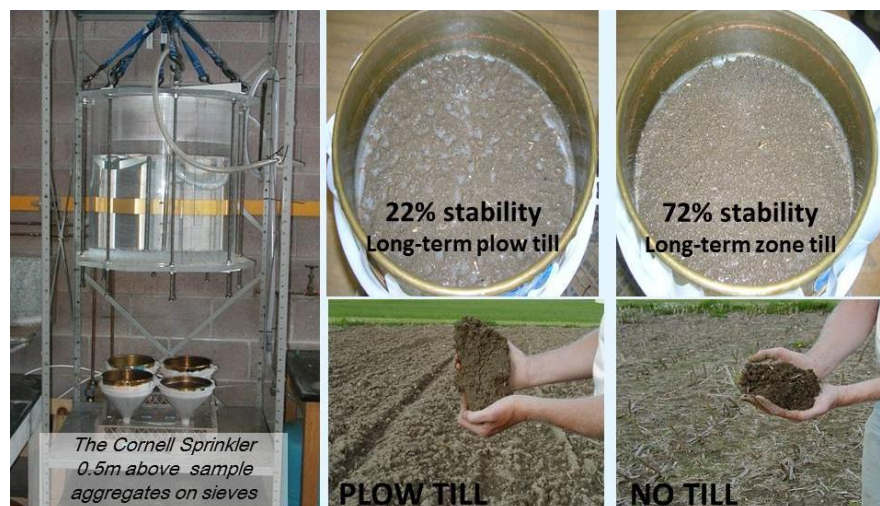 The Cornell Sprinkler
0.5m above sample
aggregates on sieves
22% stability
Long-term plow till
72% stability
Long-term zone till
PLOW TILL
NO TILL